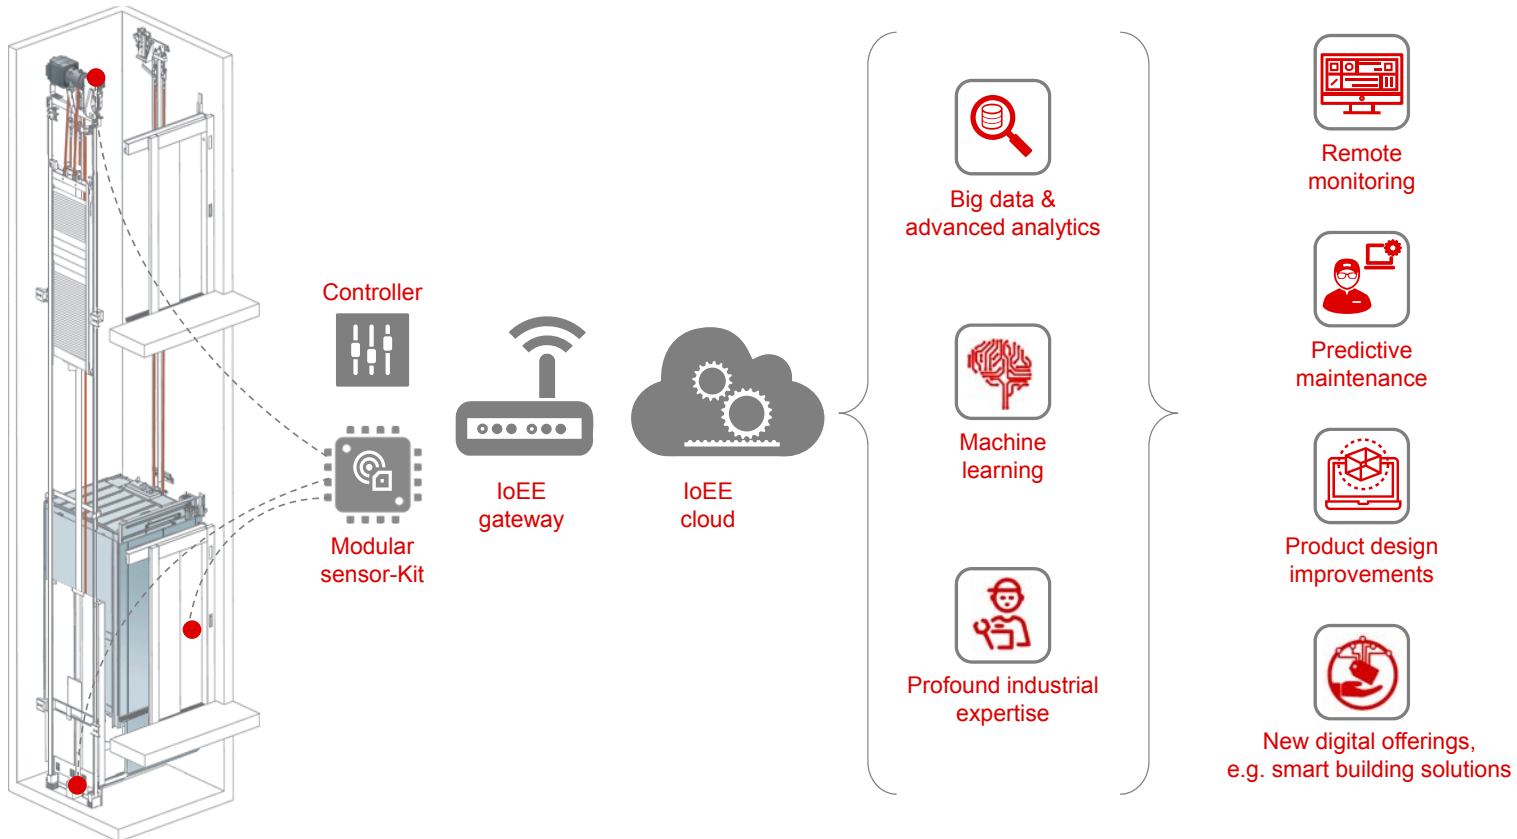 Controller
Modular
sensor-Kit
IoEE
gateway
IoEE
cloud
Big data &
advanced analytics
Machine
learning
Profound industrial
expertise
Remote
monitoring
Predictive
maintenance
Product design
improvements
New digital offerings,
e.g. smart building solutions